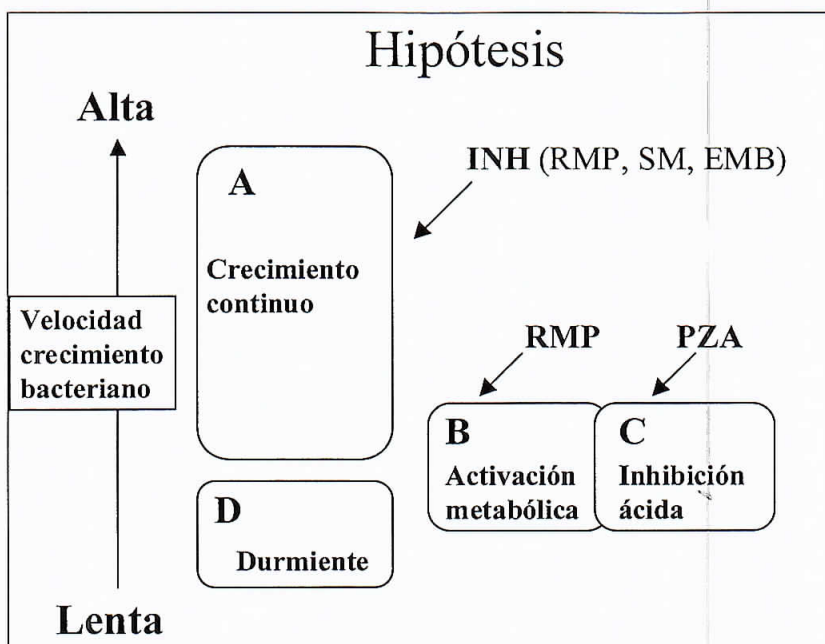 Hipótesis
Alta
INH (RMP, SM, EMB)
A
Crecimiento
continuo
Velocidad
crecimiento
bacteriano
RMP
PZA
B
Activación
metabólica
C
Inhibición
ácida
D
Durmiente
Lenta